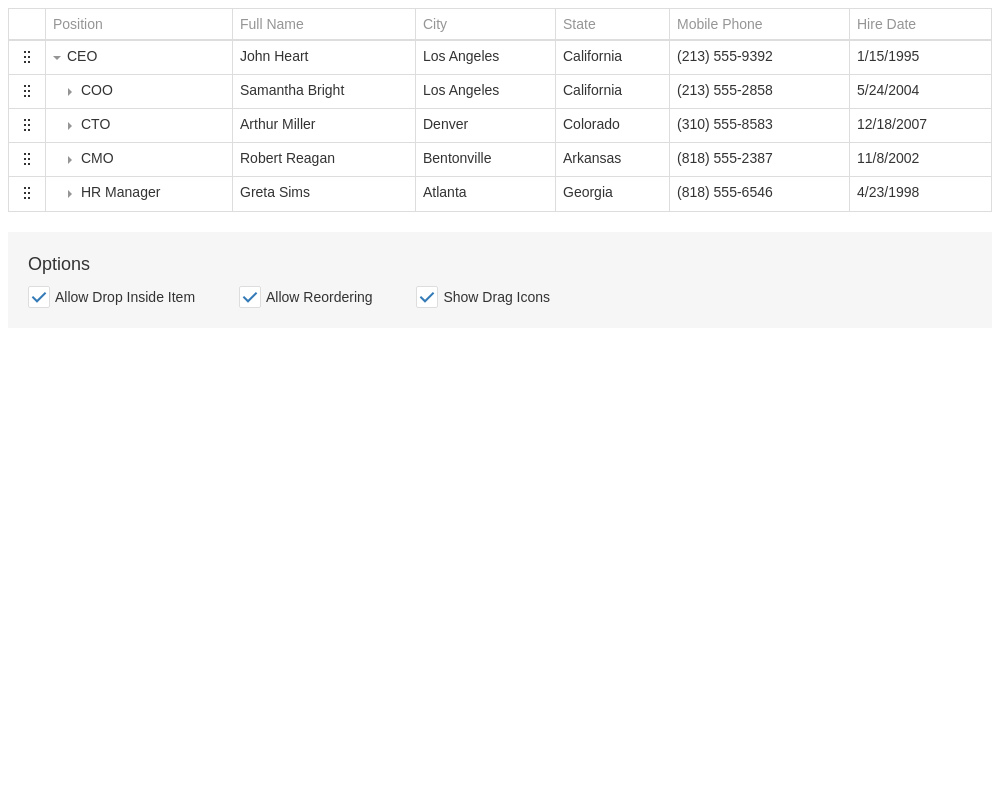 Position Full Name City State Mobile Phone Hire Date
CEO John Heart Los Angeles California (213) 555-9392 1/15/1995
COO Samantha Bright Los Angeles California (213) 555-2858 5/24/2004
CTO Arthur Miller Denver Colorado (310) 555-8583 12/18/2007
CMO Robert Reagan Bentonville Arkansas (818) 555-2387 11/8/2002
HR Manager Greta Sims Atlanta Georgia (818) 555-6546 4/23/1998
Options
Allow Drop Inside Item Allow Reordering Show Drag Icons